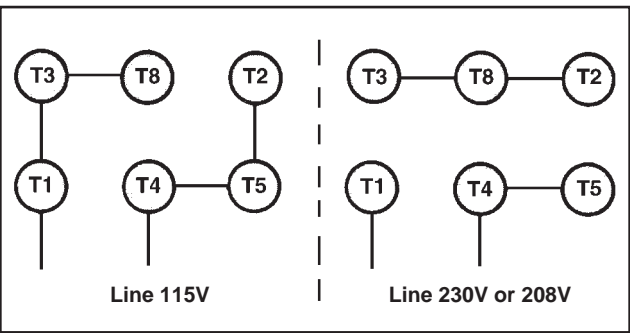 T3 T8 T2 T3 T8 T2
T1 T4 T5 T1 T4 T5
Line 115V Line 230V or 208V